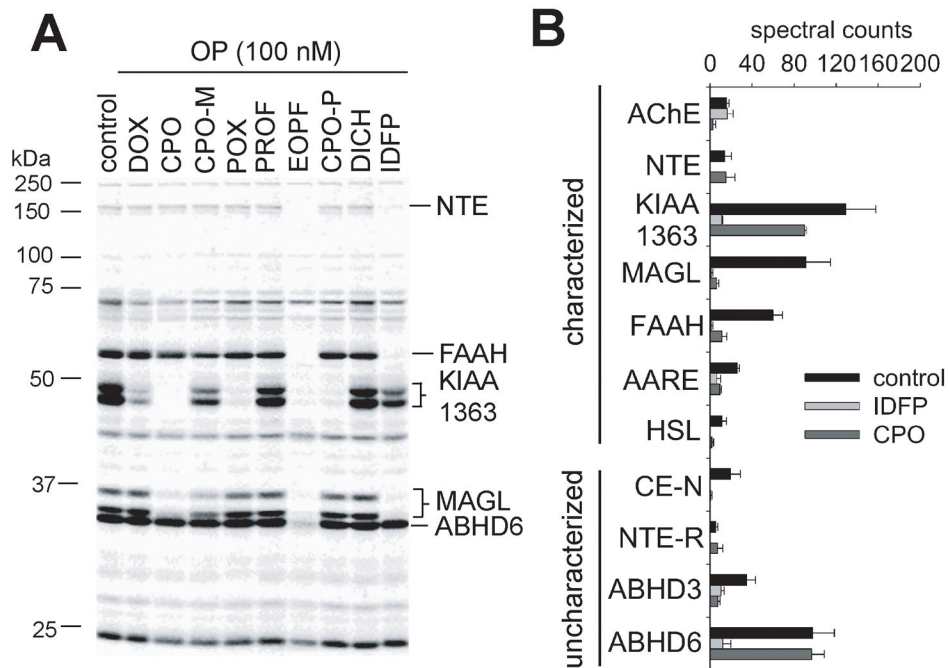 A
OP (100 nM)
control
DOX
CPO
CPO-M
POX
PROF
EOPF
CPO-P
DICH
IDFP
kDa
250
150
100
75
50
37
25
NTE
FAAH
KIAA
1363
MAGL
ABHD6
B
spectral counts
0 40 80 120 160 200
characterized
AChE
NTE
KIAA
1363
MAGL
FAAH
AARE
HSL
uncharacterized
CE-N
NTE-R
ABHD3
ABHD6
control
IDFP
CPO